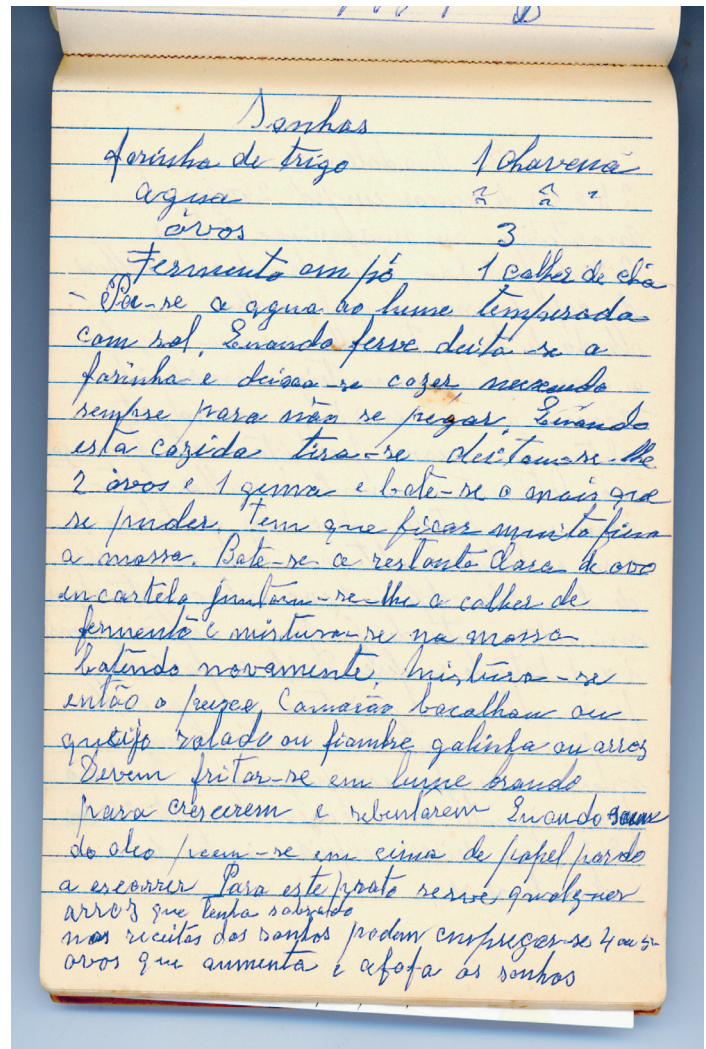 Sonhos
farinha de trigo 1 chavena
agua " " "
óvos 3
Fermento em pó 1 colher de chá
- Põe-se a agua ao lume temperada
com sal. Quando ferve deita-se a
farinha e deixa-se cozer mexendo
sempre para não se pegar. Quando
está cozida tira-se deitam-se-lhe
2 ovos e 1 gema e bate-se o mais que
se puder. Tem que ficar muito fina
a massa. Bate-se a restante clara de ovo
em castelo juntam-se-lhe a colher de
fermento e mistura-se na massa
batendo novamente. Mistura-se
então o peixe, Camarão bacalhau ou
queijo ralado ou fiambre galinha ou arroz
Devem fritar-se em lume brando
para crescerem e rebentarem Quando saem
do oleo poem-se em cima de papel pardo
a escorrer Para este prato serve qualquer
arroz que tenha sobrado
nas receitas dos sonhos podem empregar-se 4 ou 5
ovos que aumenta e afofa os sonhos